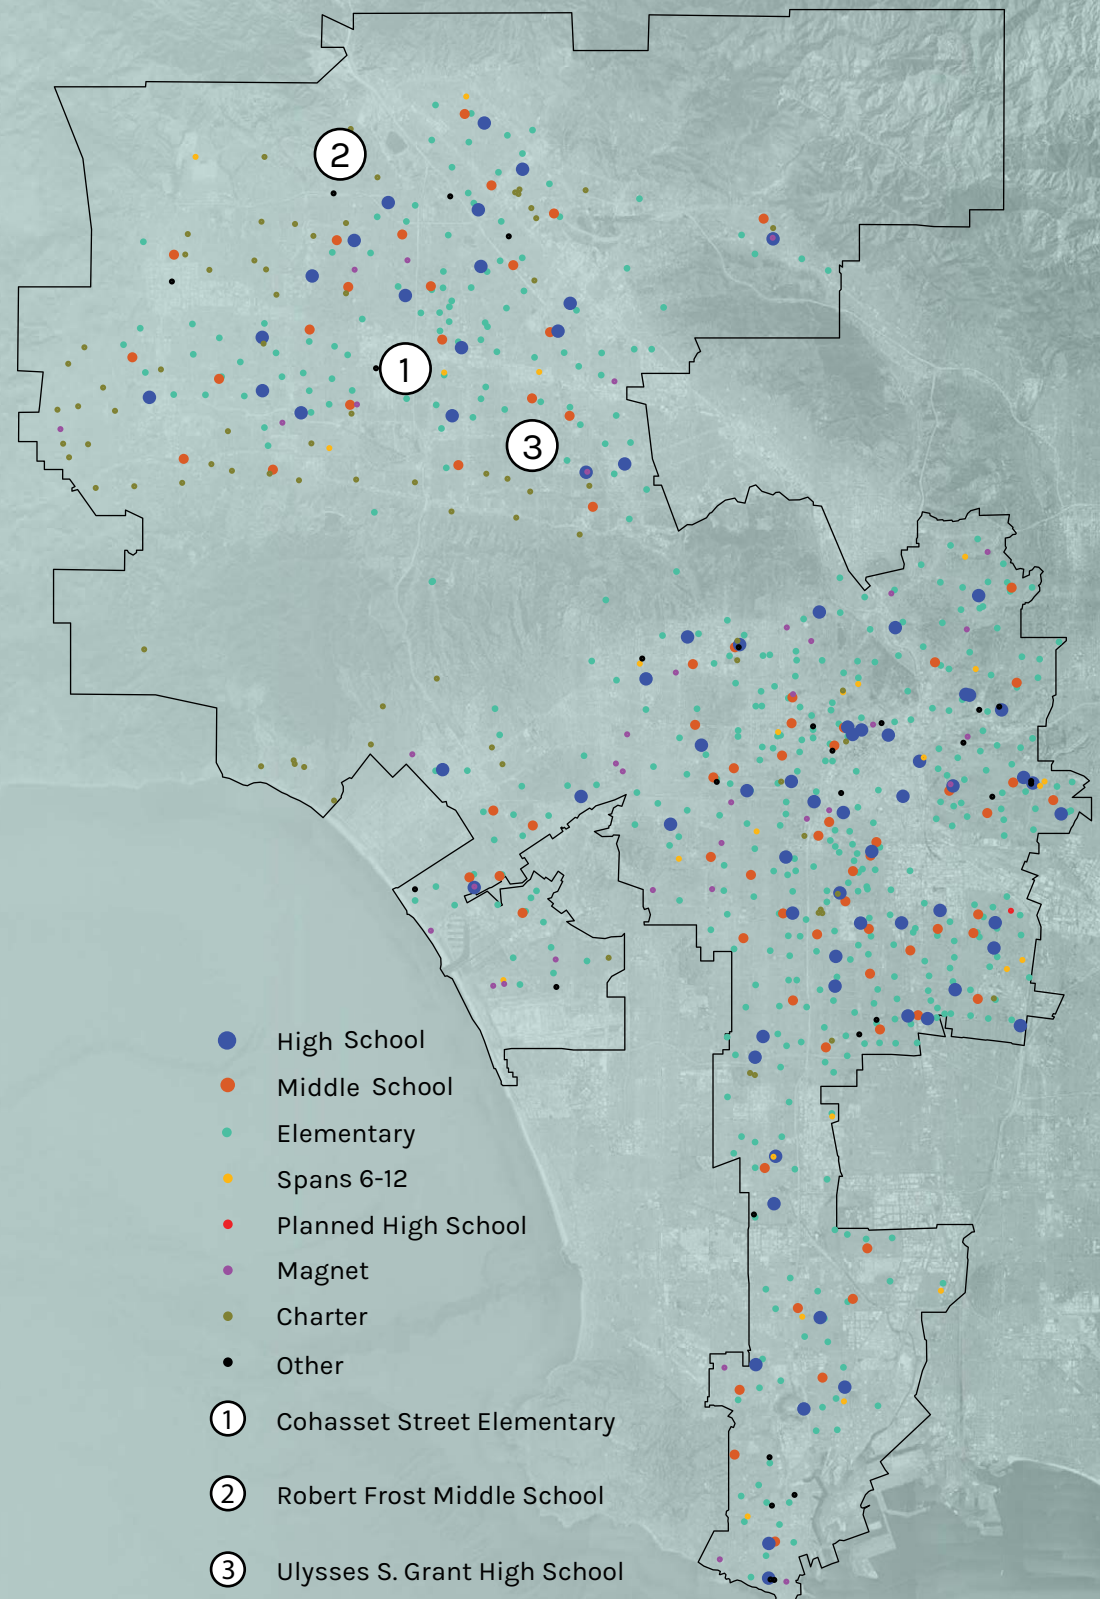 2
1
3
High School
Middle School
Elementary
Spans 6-12
Planned High School
Magnet
Charter
Other
1 Cohasset Street Elementary
2 Robert Frost Middle School
3 Ulysses S. Grant High School